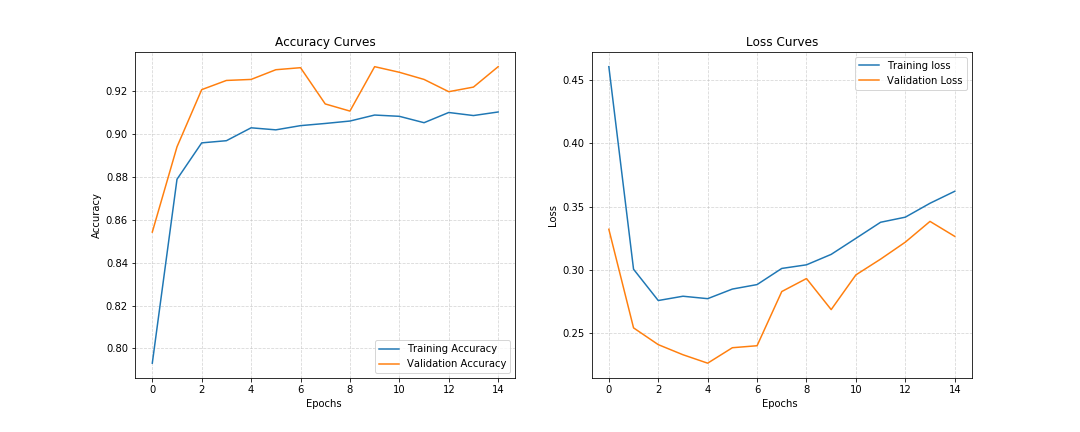 Accuracy Curves
0.92
0.90
0.88
0.86
0.84
0.82
0.80
Accuracy
0 2 4 6 8 10 12 14
Epochs
Training Accuracy
Validation Accuracy
Loss Curves
0.45
0.40
0.35
0.30
0.25
Loss
0 2 4 6 8 10 12 14
Epochs
Training loss
Validation Loss